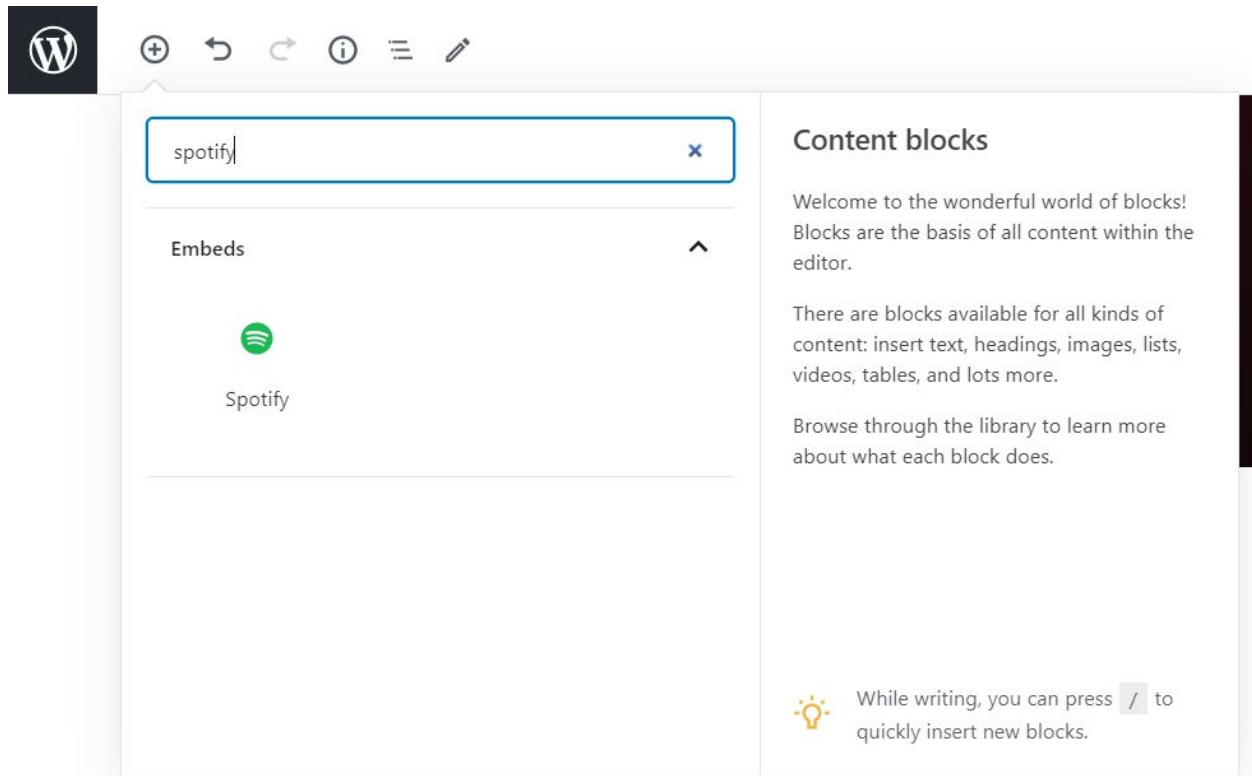 spotify
Embeds
Spotify
Content blocks
Welcome to the wonderful world of blocks!
Blocks are the basis of all content within the
editor.
There are blocks available for all kinds of
content: insert text, headings, images, lists,
videos, tables, and lots more.
Browse through the library to learn more
about what each block does.
While writing, you can press / to
quickly insert new blocks.